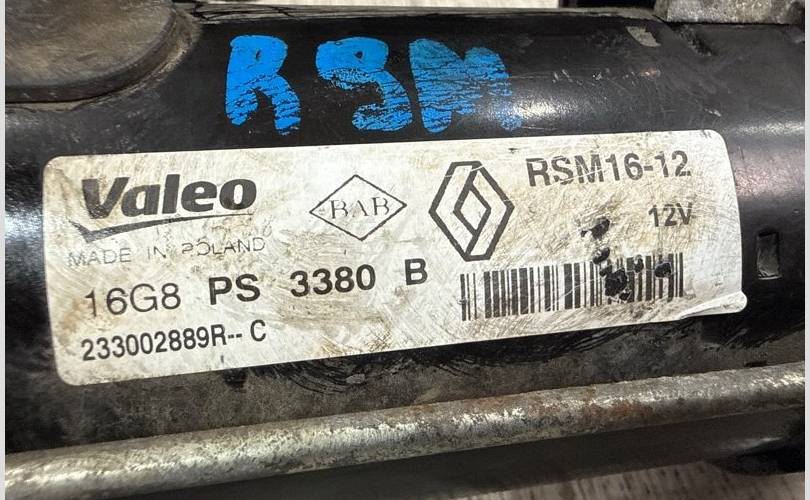 RSM
Valeo
MADE IN POLAND
BAB
RSM16-12
12V
16G8 PS 3380 B
233002889R-- C